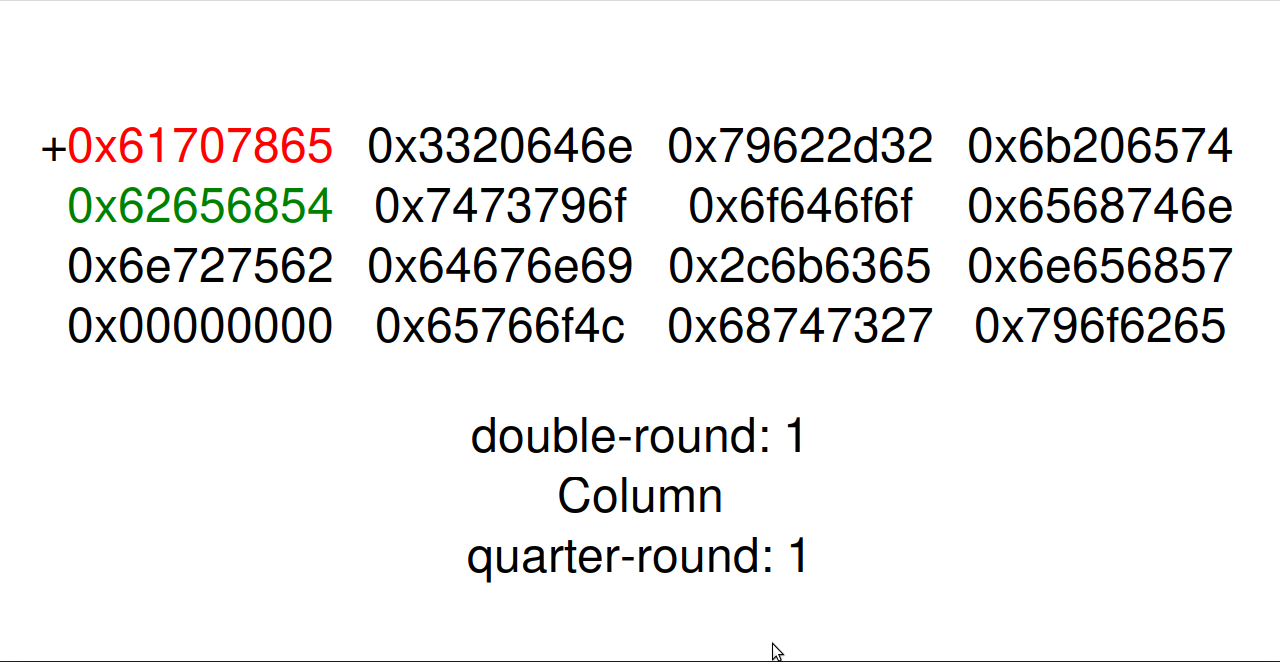 +0x61707865 0x3320646e 0x79622d32 0x6b206574
0x62656854 0x7473796f 0x6f646f6f 0x6568746e
0x6e727562 0x64676e69 0x2c6b6365 0x6e656857
0x00000000 0x65766f4c 0x68747327 0x796f6265
double-round: 1
Column
quarter-round: 1